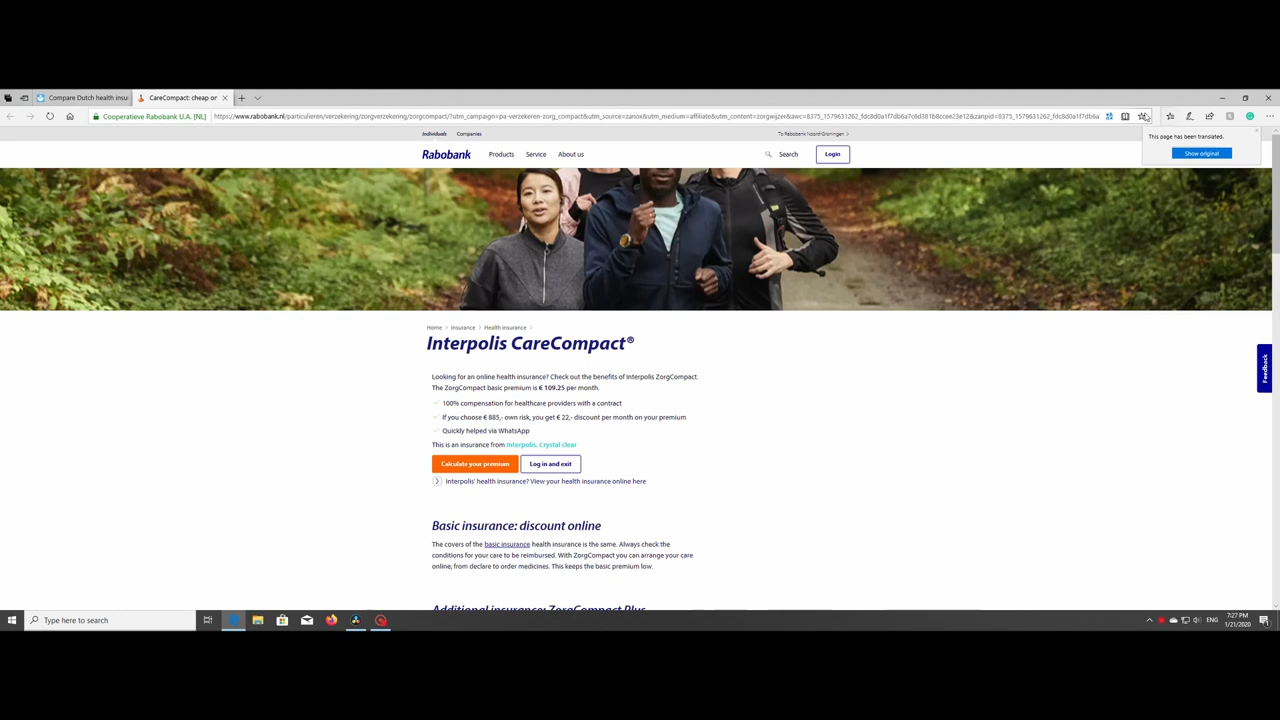 Compare Dutch health insu
CareCompact: cheap or
Cooperatieve Rabobank U.A. [NL]
https://www.rabobank.nl/particulieren/verzekering/zorgverzekering/zorgcompact/?utm_campaign=pa-verzekeren-zorg_compact&utm_source=zanox&utm_medium=affiliate&utm_content=zorgwijzer&awc=8375_1579631262_fdc8d0a1f7db6a7c6d381b8ccee23e12&zanpid=8375_1579631262_fdc8d0a1f7db6a
This page has been translated.
Show original
Individuals Companies
To Rabobank Noord-Groningen
Rabobank Products Service About us Search Login
Home Insurance Health insurance
Interpolis CareCompact®
Looking for an online health insurance? Check out the benefits of Interpolis ZorgCompact.
The ZorgCompact basic premium is € 109.25 per month.
100% compensation for healthcare providers with a contract
If you choose € 885,- own risk, you get € 22,- discount per month on your premium
Quickly helped via WhatsApp
This is an insurance from Interpolis. Crystal clear
Calculate your premium Log in and exit
Interpolis' health insurance? View your health insurance online here
Feedback
Basic insurance: discount online
The covers of the basic insurance health insurance is the same. Always check the
conditions for your care to be reimbursed. With ZorgCompact you can arrange your care
online; from declare to order medicines. This keeps the basic premium low.
Additional insurance: ZorgCompact Plus
Type here to search
ENG
7:27 PM
1/21/2020